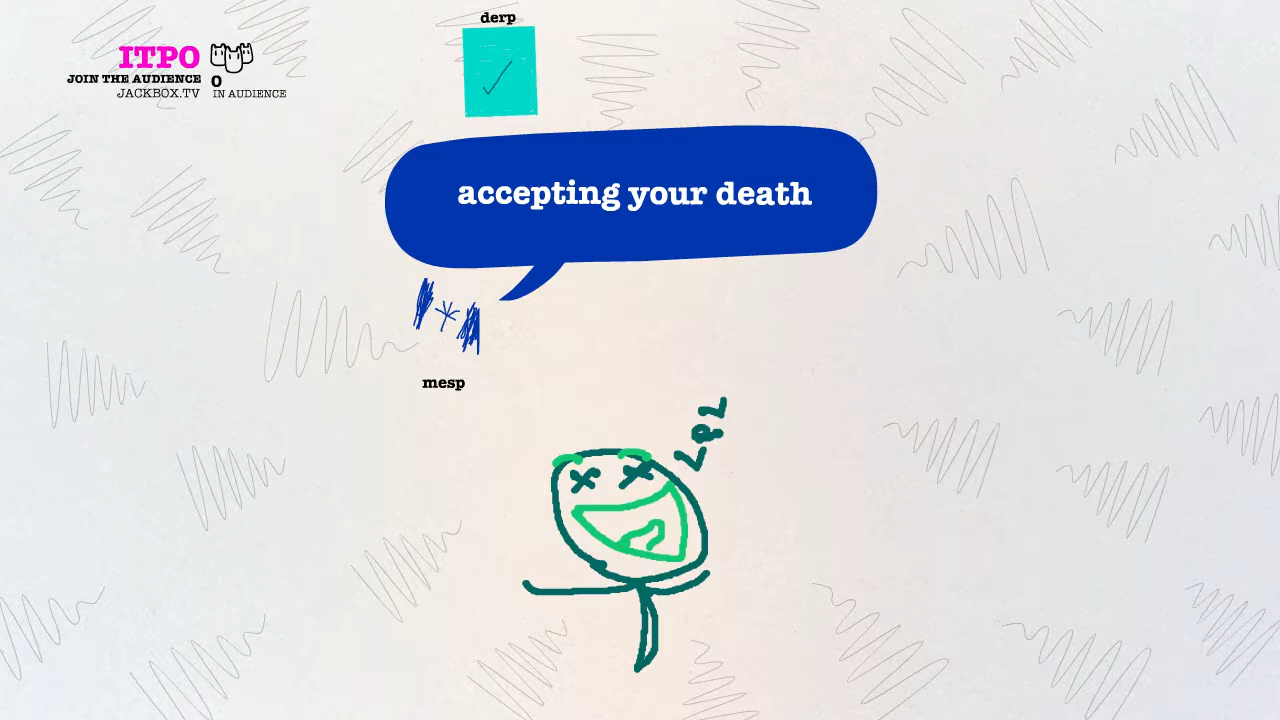 derp
ITPO
JOIN THE AUDIENCE
JACKBOX.TV
0
IN AUDIENCE
accepting your death
mesp
LOL